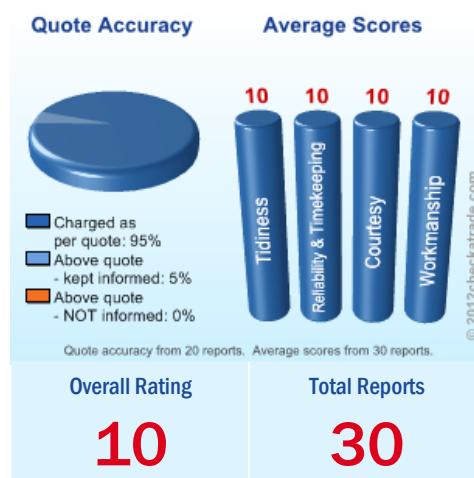 Quote Accuracy
Average Scores
10 10 10 10
Tidiness
Reliability & Timekeeping
Courtesy
Workmanship
Charged as
per quote: 95%
Above quote
- kept informed: 5%
Above quote
- NOT informed: 0%
© 2012checkatrade.com
Quote accuracy from 20 reports. Average scores from 30 reports.
Overall Rating
10
Total Reports
30